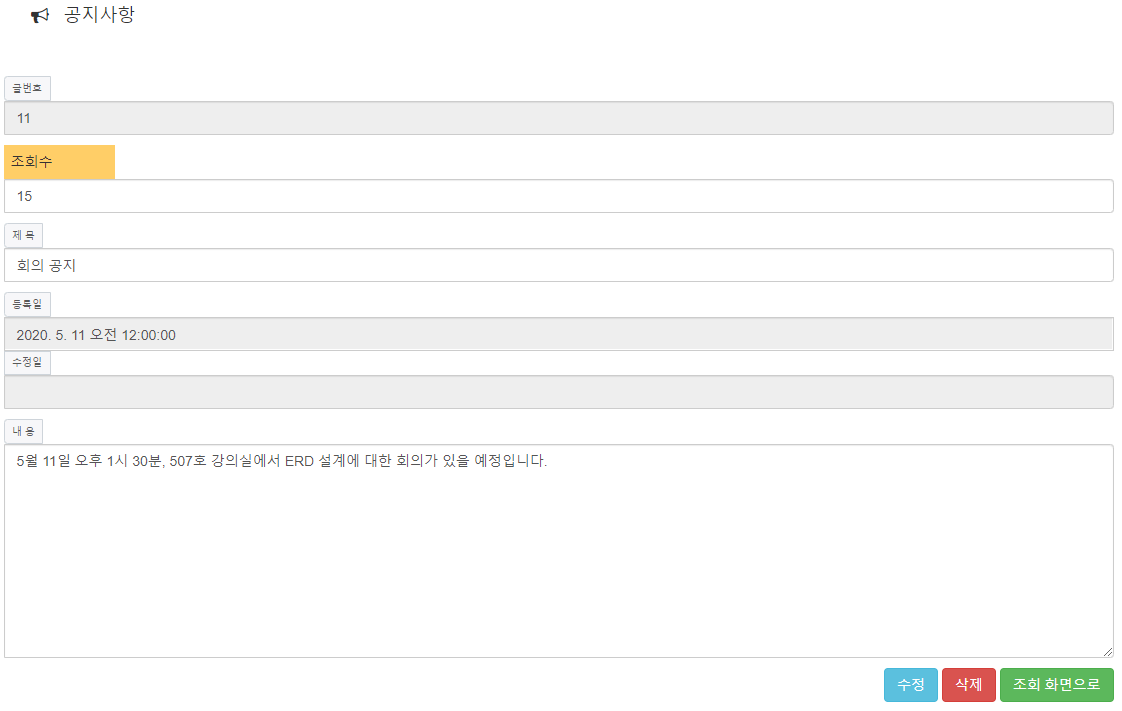 공지사항
글번호
11
조회수
15
제 목
회의 공지
등록일
2020. 5. 11 오전 12:00:00
수정일
내 용
5월 11일 오후 1시 30분, 507호 강의실에서 ERD 설계에 대한 회의가 있을 예정입니다.
수정 삭제 조회 화면으로